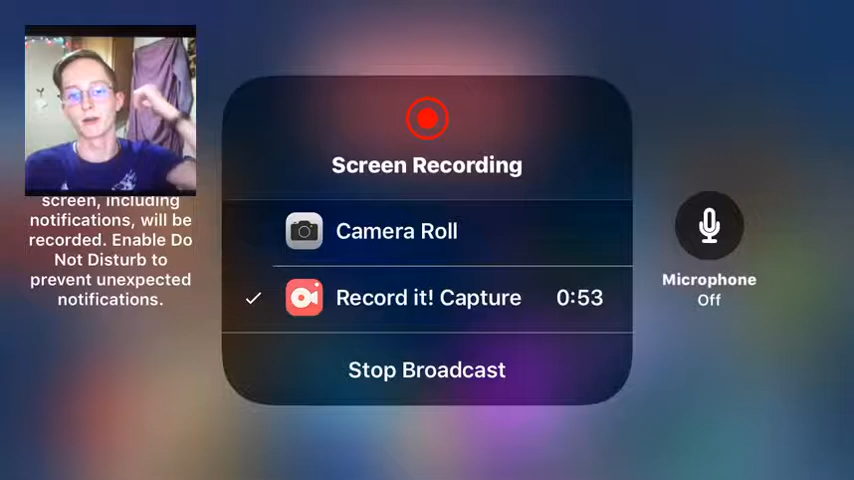 screen, including
notifications, will be
recorded. Enable Do
Not Disturb to
prevent unexpected
notifications.
Screen Recording
Camera Roll
Record it! Capture 0:53
Stop Broadcast
Microphone
Off